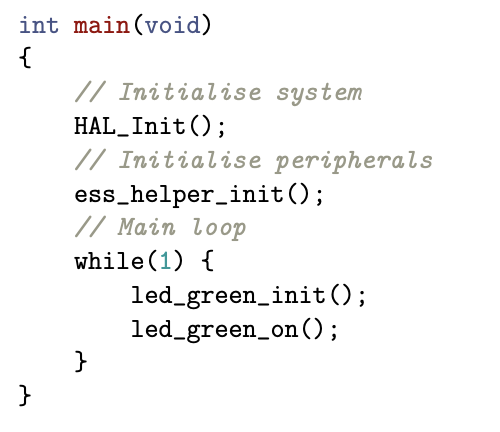 int main(void)
{
    // Initialise system
    HAL_Init();
    // Initialise peripherals
    ess_helper_init();
    // Main loop
    while(1) {
        led_green_init();
        led_green_on();
    }
}